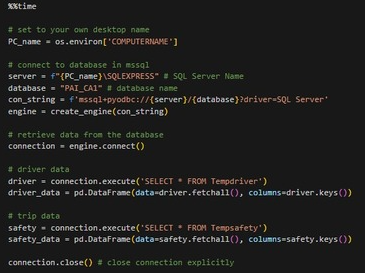 %%time
# set to your own desktop name
PC_name = os.environ['COMPUTERNAME']
# connect to database in mssql
server = f"{PC_name}\SQLEXPRESS" # SQL Server Name
database = "PAI_CA1" # database name
con_string = f'mssql+pyodbc://{server}/{database}?driver=SQL Server'
engine = create_engine(con_string)
# retrieve data from the database
connection = engine.connect()
# driver data
driver = connection.execute('SELECT * FROM Tempdriver')
driver_data = pd.DataFrame(data=driver.fetchall(), columns=driver.keys())
# trip data
safety = connection.execute('SELECT * FROM Tempsafety')
safety_data = pd.DataFrame(data=safety.fetchall(), columns=safety.keys())
connection.close() # close connection explicitly